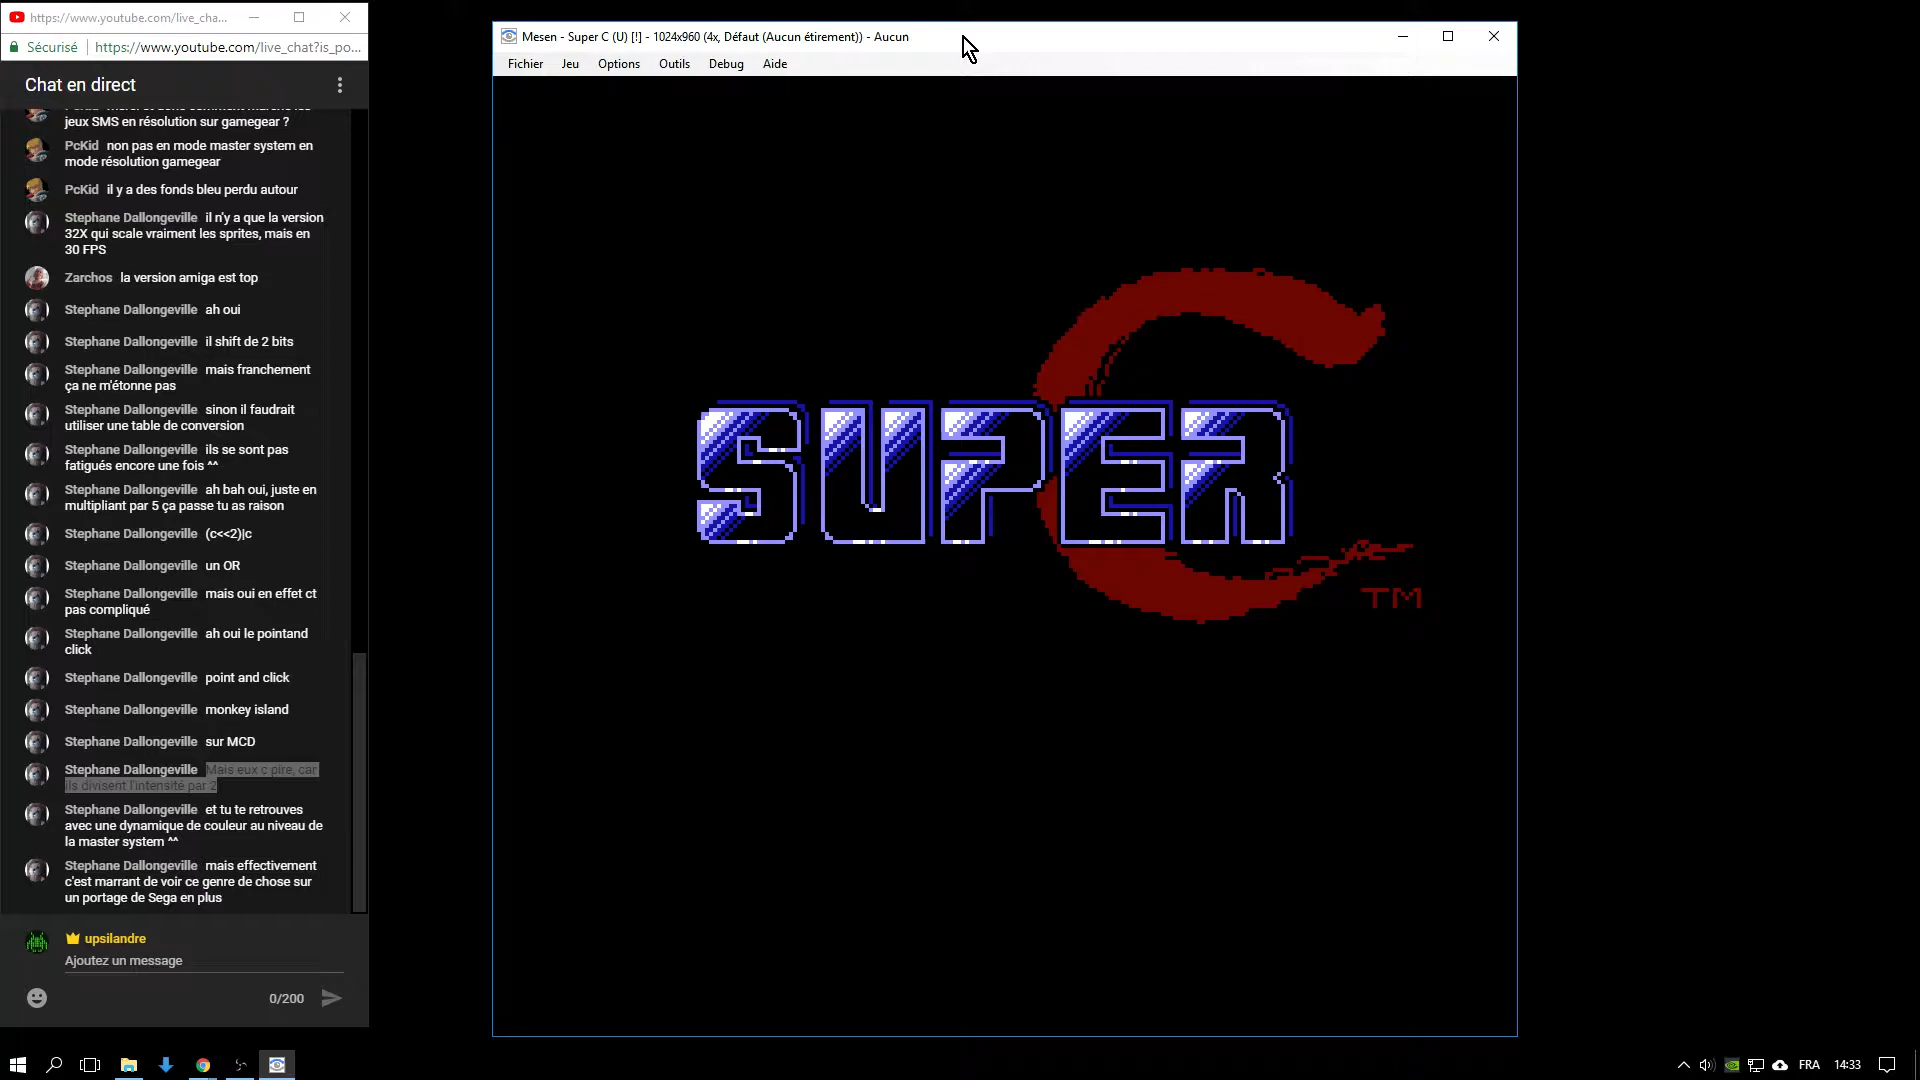 https://www.youtube.com/live_cha...
Sécurisé
https://www.youtube.com/live_chat?is_po...
Chat en direct
jeux SMS en résolution sur gamegear ?
PcKid non pas en mode master system en
mode résolution gamegear
PcKid il y a des fonds bleu perdu autour
Stephane Dallongeville il n'y a que la version
32X qui scale vraiment les sprites, mais en
30 FPS
Zarchos la version amiga est top
Stephane Dallongeville ah oui
Stephane Dallongeville il shift de 2 bits
Stephane Dallongeville mais franchement
ça ne m'étonne pas
Stephane Dallongeville sinon il faudrait
utiliser une table de conversion
Stephane Dallongeville ils se sont pas
fatigués encore une fois ^^
Stephane Dallongeville ah bah oui, juste en
multipliant par 5 ça passe tu as raison
Stephane Dallongeville (c<<2)|c
Stephane Dallongeville un OR
Stephane Dallongeville mais oui en effet ct
pas compliqué
Stephane Dallongeville ah oui le pointand
click
Stephane Dallongeville point and click
Stephane Dallongeville monkey island
Stephane Dallongeville sur MCD
Stephane Dallongeville Mais eux c pire, car
ils divisent l'intensité par 2
Stephane Dallongeville et tu te retrouves
avec une dynamique de couleur au niveau de
la master system ^^
Stephane Dallongeville mais effectivement
c'est marrant de voir ce genre de chose sur
un portage de Sega en plus
upsilandre
Ajoutez un message
0/200
Mesen - Super C (U) [!] - 1024x960 (4x, Défaut (Aucun étirement)) - Aucun
Fichier Jeu Options Outils Debug Aide
SUPER C
TM
FRA 14:33